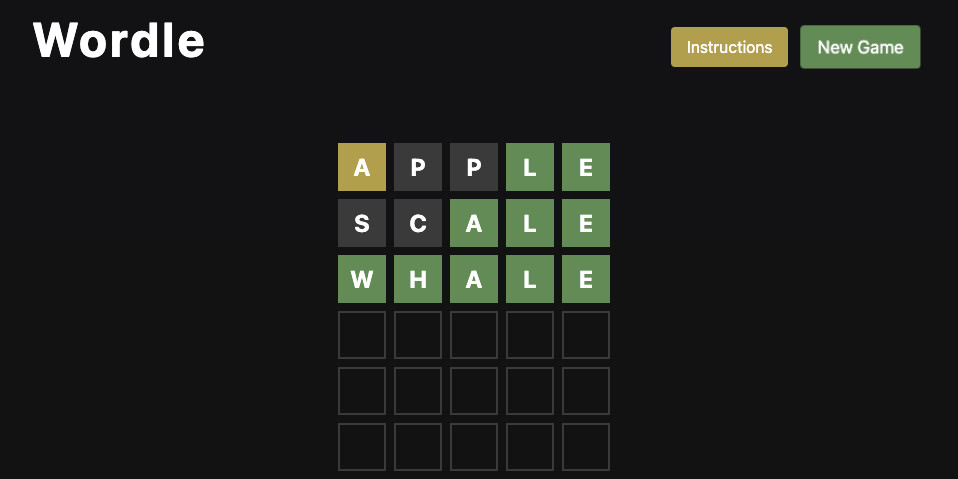 Wordle
Instructions New Game
A P P L E
S C A L E
W H A L E